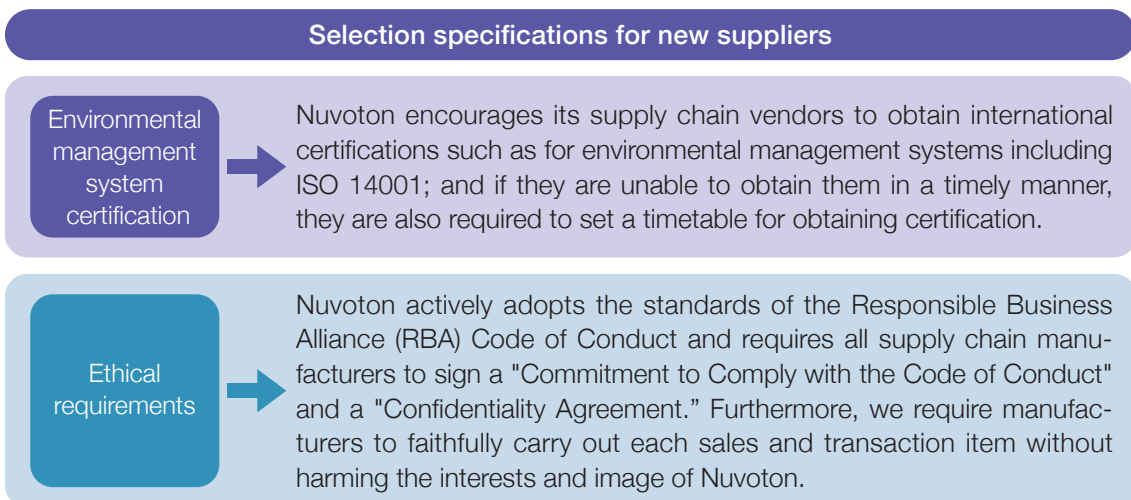 Selection specifications for new suppliers
Environmental
management
system
certification
Nuvoton encourages its supply chain vendors to obtain international
certifications such as for environmental management systems including
ISO 14001; and if they are unable to obtain them in a timely manner,
they are also required to set a timetable for obtaining certification.
Ethical
requirements
Nuvoton actively adopts the standards of the Responsible Business
Alliance (RBA) Code of Conduct and requires all supply chain manu-
facturers to sign a "Commitment to Comply with the Code of Conduct"
and a "Confidentiality Agreement.” Furthermore, we require manufac-
turers to faithfully carry out each sales and transaction item without
harming the interests and image of Nuvoton.